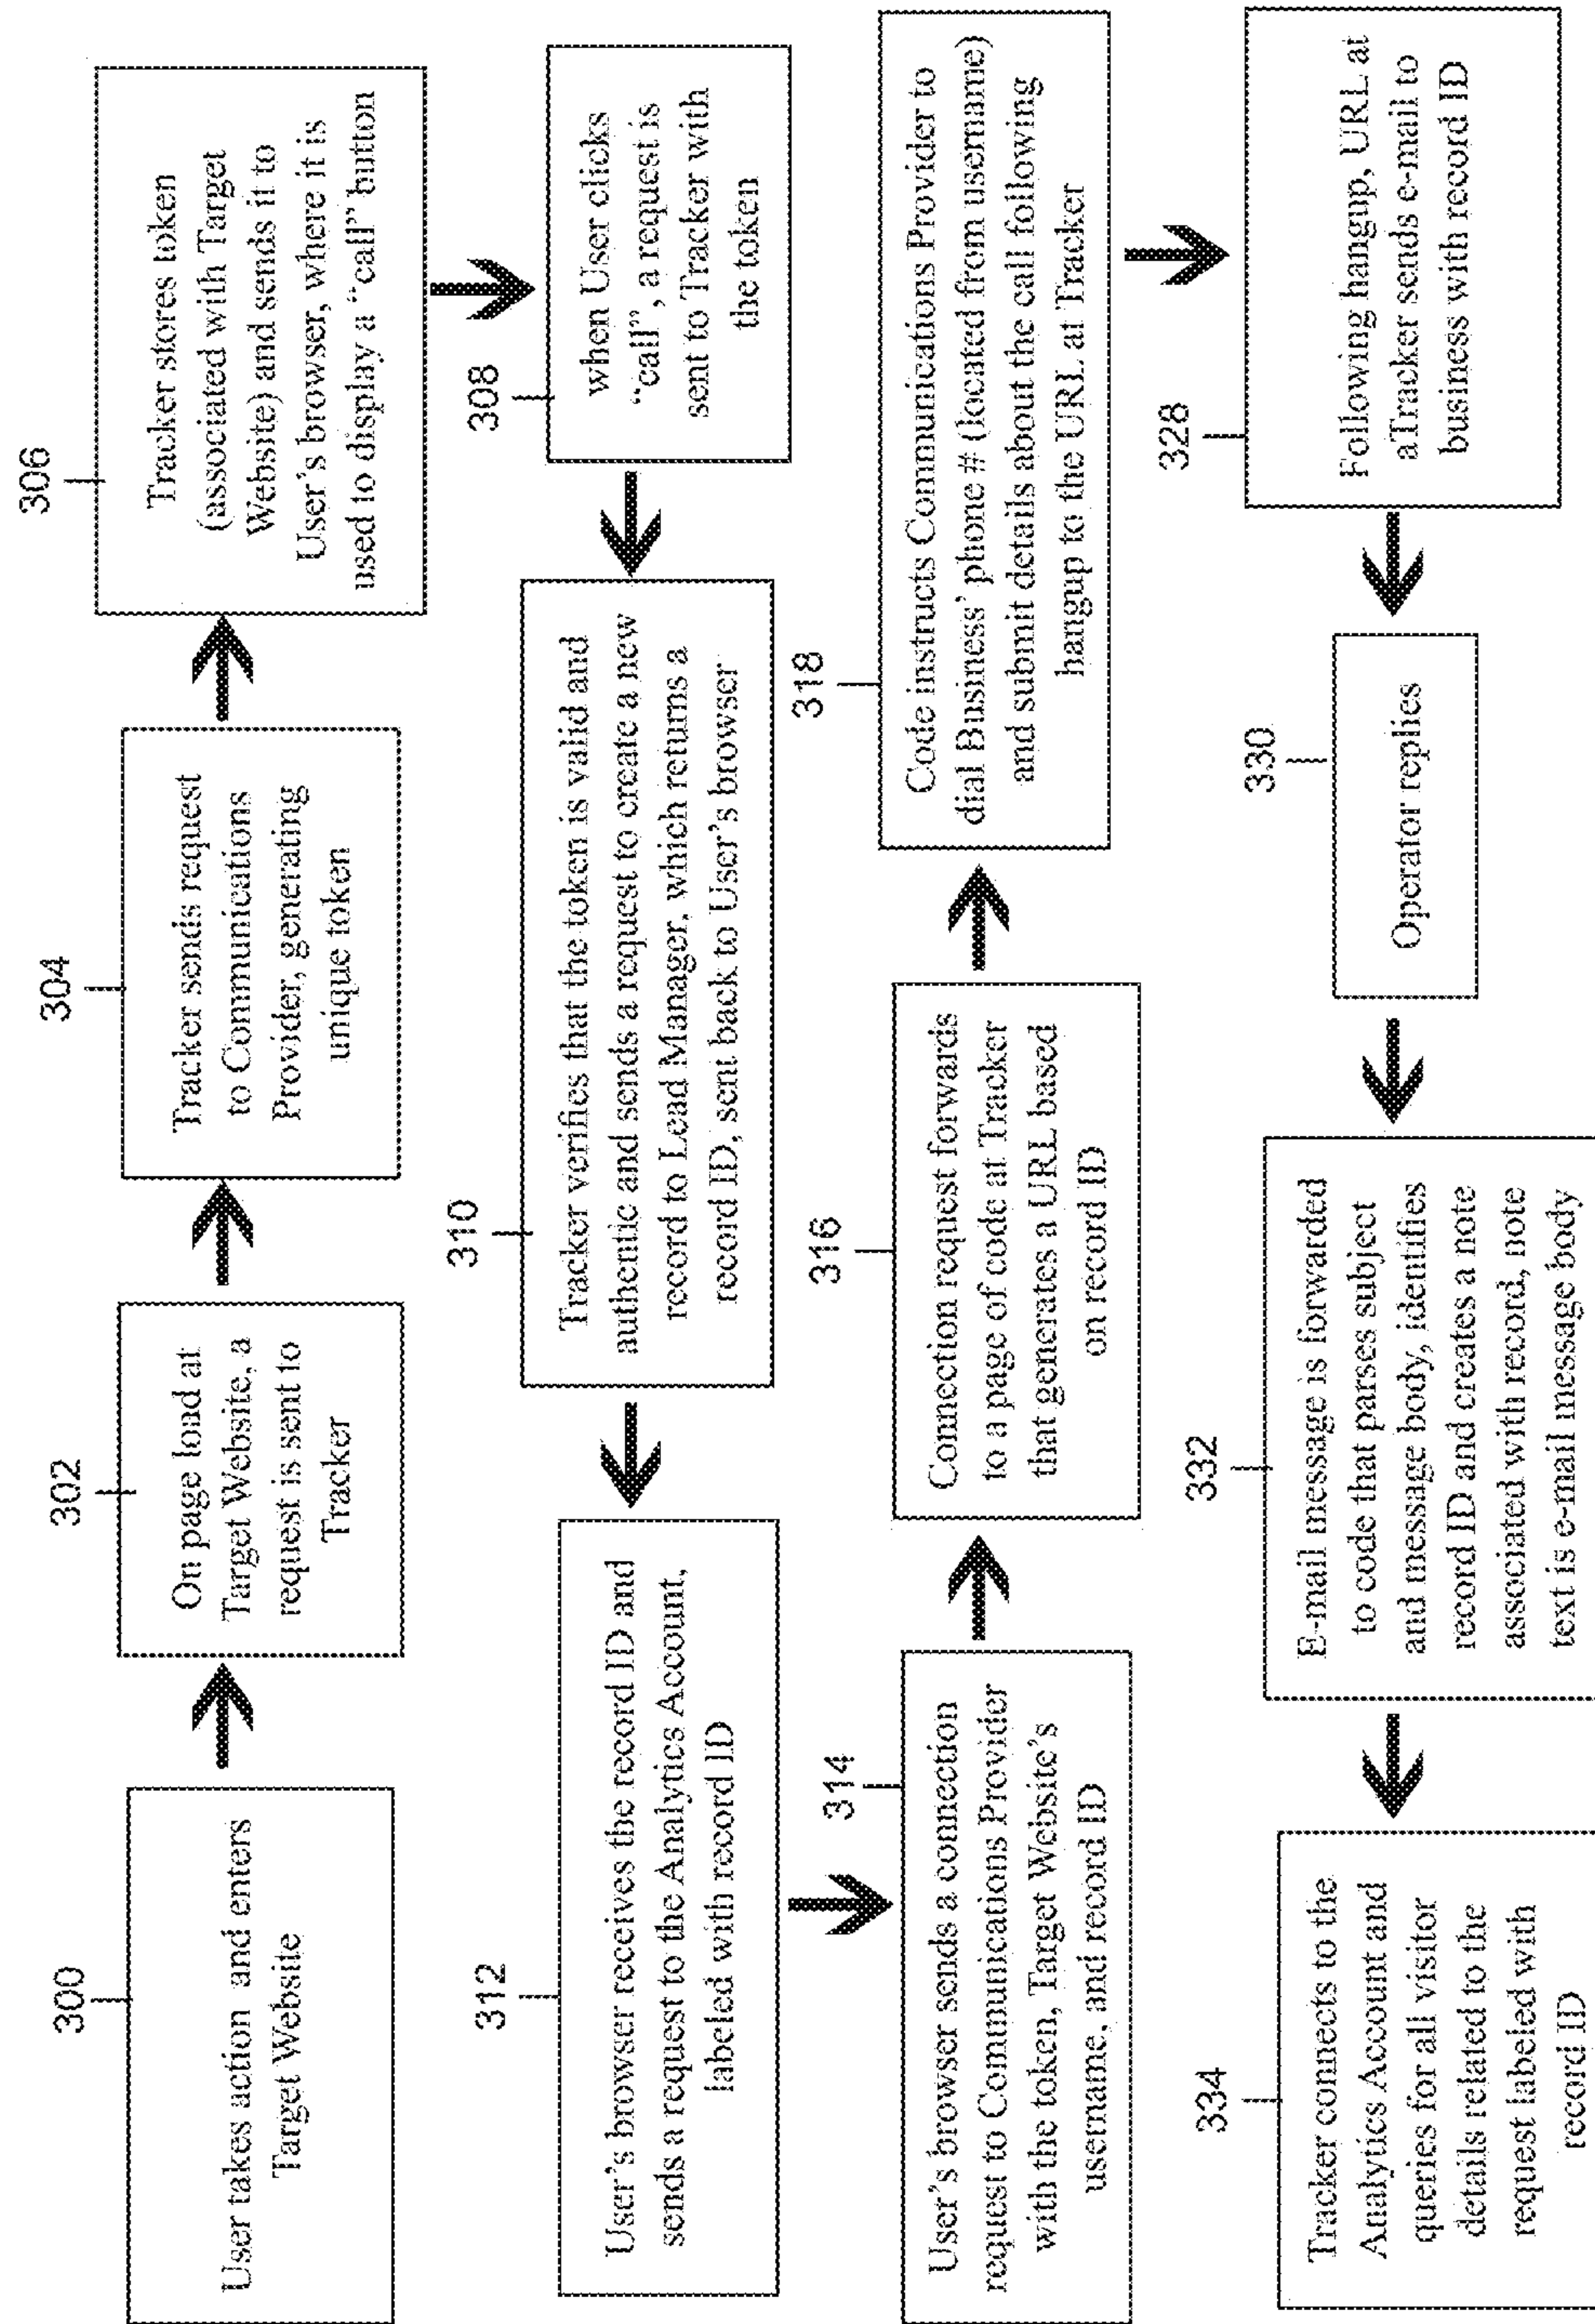 300
User takes action and enters
Target Website
302
On page load at
Target Website, a
request is sent to
Tracker
304
Tracker sends request
to Communications
Provider, generating
unique token
306
Tracker stores token
(associated with Target
Website) and sends it to
User's browser, where it is
used to display a "call" button
308
when User clicks
"call", a request is
sent to Tracker with
the token
310
Tracker verifies that the token is valid and
authentic and sends a request to create a new
record to Lead Manager, which returns a
record ID, sent back to User's browser
312
User's browser receives the record ID and
sends a request to the Analytics Account,
labeled with record ID
314
User's browser sends a connection
request to Communications Provider
with the token, Target Website's
username, and record ID
316
Connection request forwards
to a page of code at Tracker
that generates a URL based
on record ID
318
Code instructs Communications Provider to
dial Business' phone # (located from username)
and submit details about the call following
hangup to the URL at Tracker
328
Following hangup, URL at
aTracker sends e-mail to
business with record ID
330
Operator replies
332
E-mail message is forwarded
to code that parses subject
and message body, identifies
record ID and creates a note
associated with record, note
text is e-mail message body
334
Tracker connects to the
Analytics Account and
queries for all visitor
details related to the
request labeled with
record ID